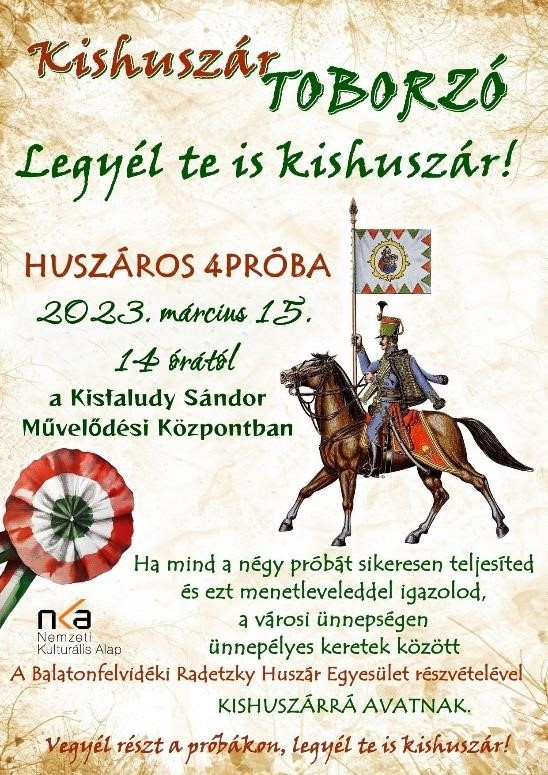 Kishuszár
TOBORZÓ
Legyél te is kishuszár!
HUSZÁROS 4PRÓBA
2023. március 15.
14 órától
a Kisfaludy Sándor
Művelődési Központban
Ha mind a négy próbát sikeresen teljesíted
és ezt menetleveleddel igazolod,
a városi ünnepségen
ünnepélyes keretek között
nka
Nemzeti
Kulturális Alap
A Balatonfelvidéki Radetzky Huszár Egyesület részvételével
KISHUSZÁRRÁ AVATNAK.
Vegyél részt a próbákon, legyél te is kishuszár!